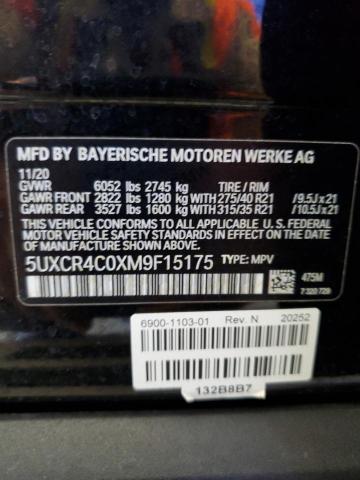 MFD BY BAYERISCHE MOTOREN WERKE AG
11/20
GVWR 6052 lbs 2745 kg TIRE / RIM
GAWR FRONT 2822 lbs 1280 kg WITH 275/40 R21 /9.5J x 21
GAWR REAR 3527 lbs 1600 kg WITH 315/35 R21 /10.5J x 21
THIS VEHICLE CONFORMS TO ALL APPLICABLE U.S. FEDERAL
MOTOR VEHICLE SAFETY STANDARDS IN EFFECT
ON THE DATE OF MANUFACTURE SHOWN ABOVE.
5UXCR4C0XM9F15175 TYPE: MPV
475M
7 320 729
6900-1103-01 Rev. N 20252
132B8B7